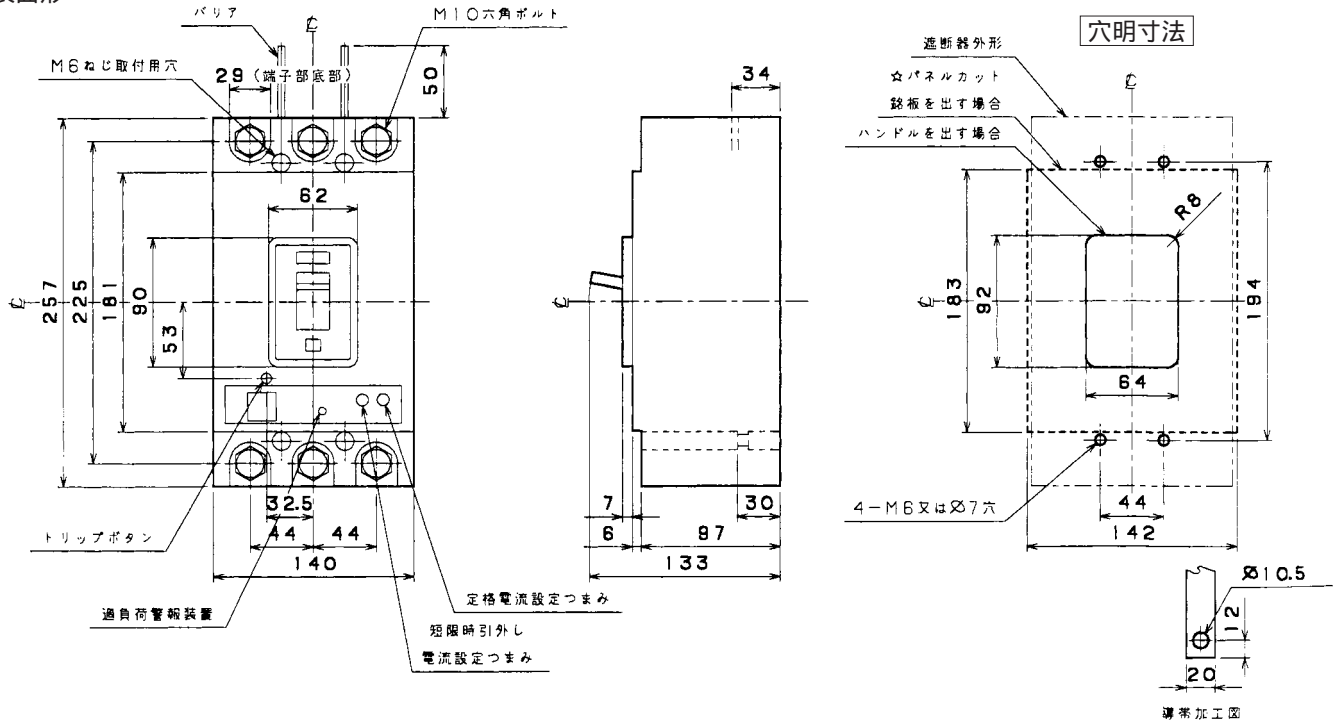 バリア
M10六角ボルト
M6ねじ取付用穴
29(端子部底部)
50
257
225
181
90
53
62
32.5
44
44
140
トリップボタン
過負荷警報装置
定格電流設定つまみ
短限時引外し
電流設定つまみ
34
7
6
30
97
133
穴明寸法
遮断器外形
☆パネルカット
銘板を出す場合
ハンドルを出す場合
R8
183
92
194
64
4-M6又はØ7穴
44
142
Ø10.5
12
20
導帯加工図